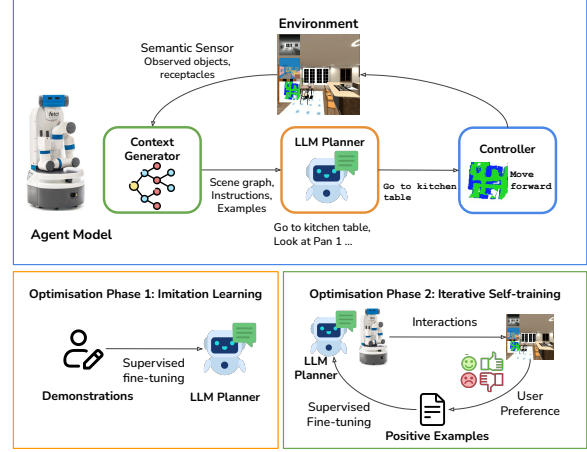 Environment
Semantic Sensor
Observed objects,
receptacles
fetch
Context
Generator
LLM Planner
Controller
Move
forward
Scene graph,
Instructions,
Examples
Go to kitchen
table
Go to kitchen table,
Look at Pan 1 ...
Agent Model
Optimisation Phase 1: Imitation Learning
Supervised
fine-tuning
Demonstrations
LLM Planner
Optimisation Phase 2: Iterative Self-training
Interactions
LLM
Planner
User
Preference
Supervised
Fine-tuning
Positive Examples